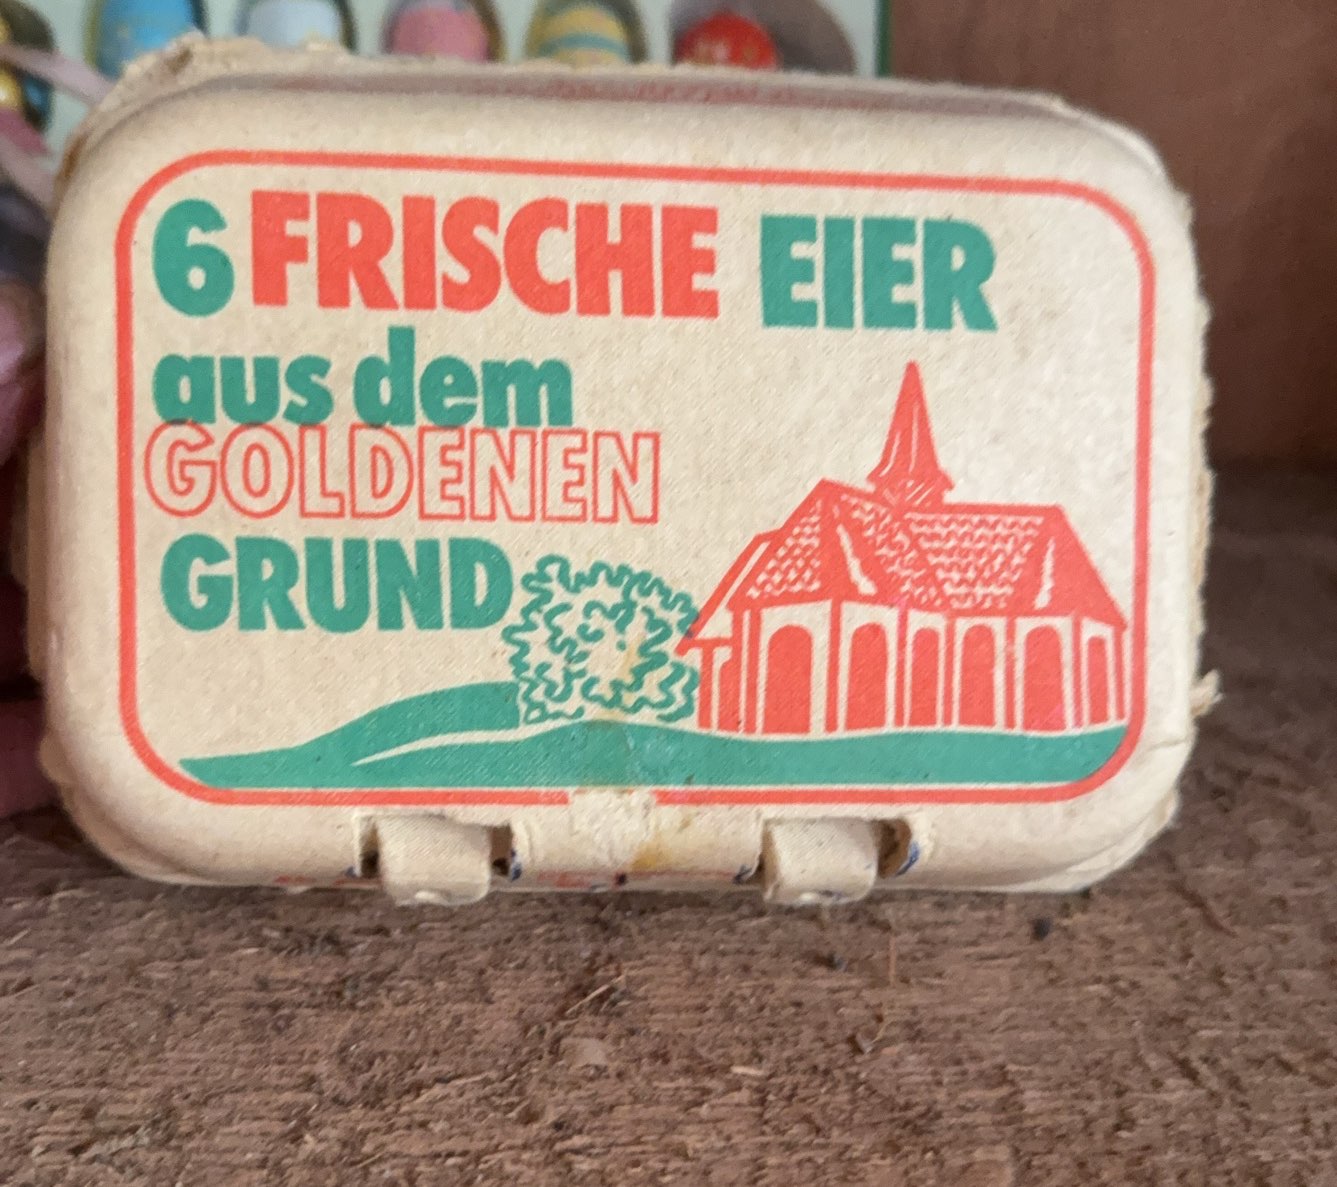 6 FRISCHE EIER
aus dem
GOLDENEN
GRUND